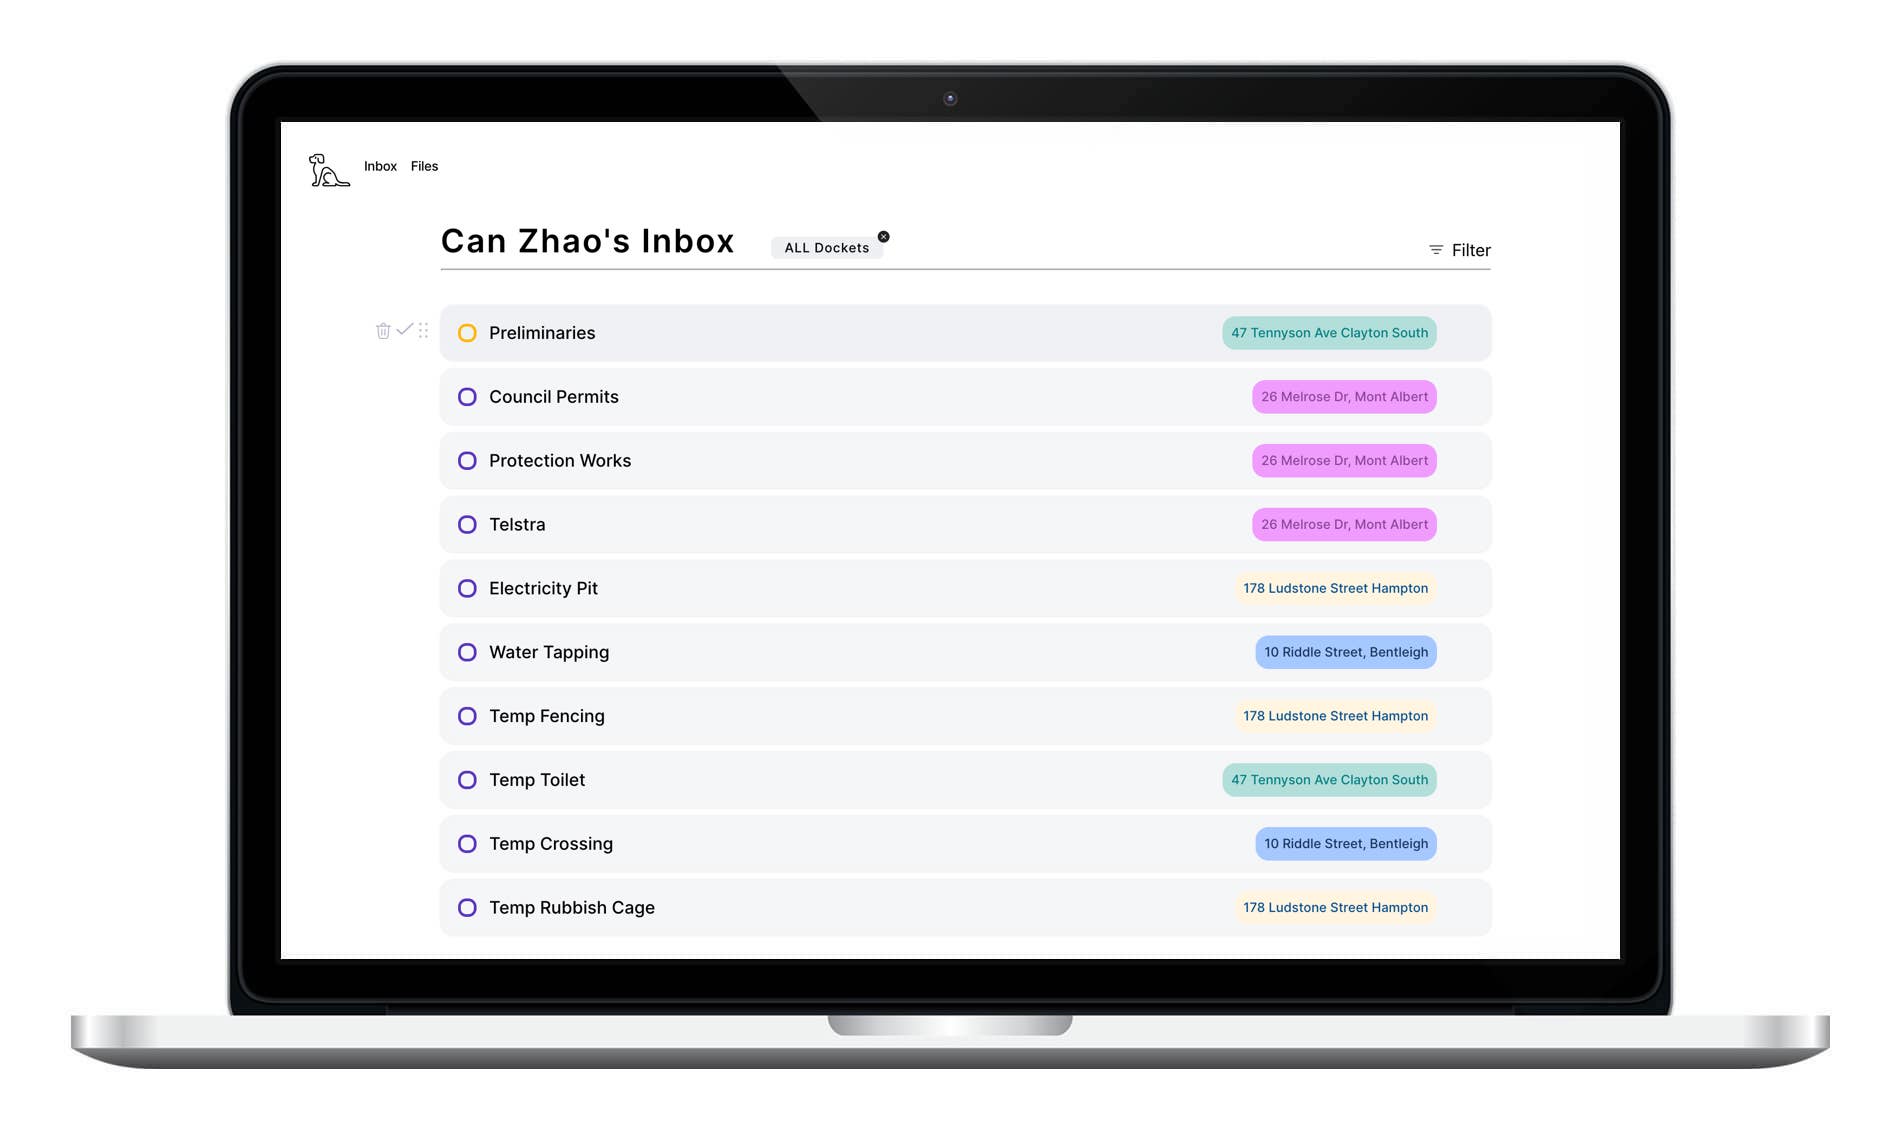 Inbox Files
Can Zhao's Inbox ALL Dockets Filter
Preliminaries 47 Tennyson Ave Clayton South
Council Permits 26 Melrose Dr, Mont Albert
Protection Works 26 Melrose Dr, Mont Albert
Telstra 26 Melrose Dr, Mont Albert
Electricity Pit 178 Ludstone Street Hampton
Water Tapping 10 Riddle Street, Bentleigh
Temp Fencing 178 Ludstone Street Hampton
Temp Toilet 47 Tennyson Ave Clayton South
Temp Crossing 10 Riddle Street, Bentleigh
Temp Rubbish Cage 178 Ludstone Street Hampton